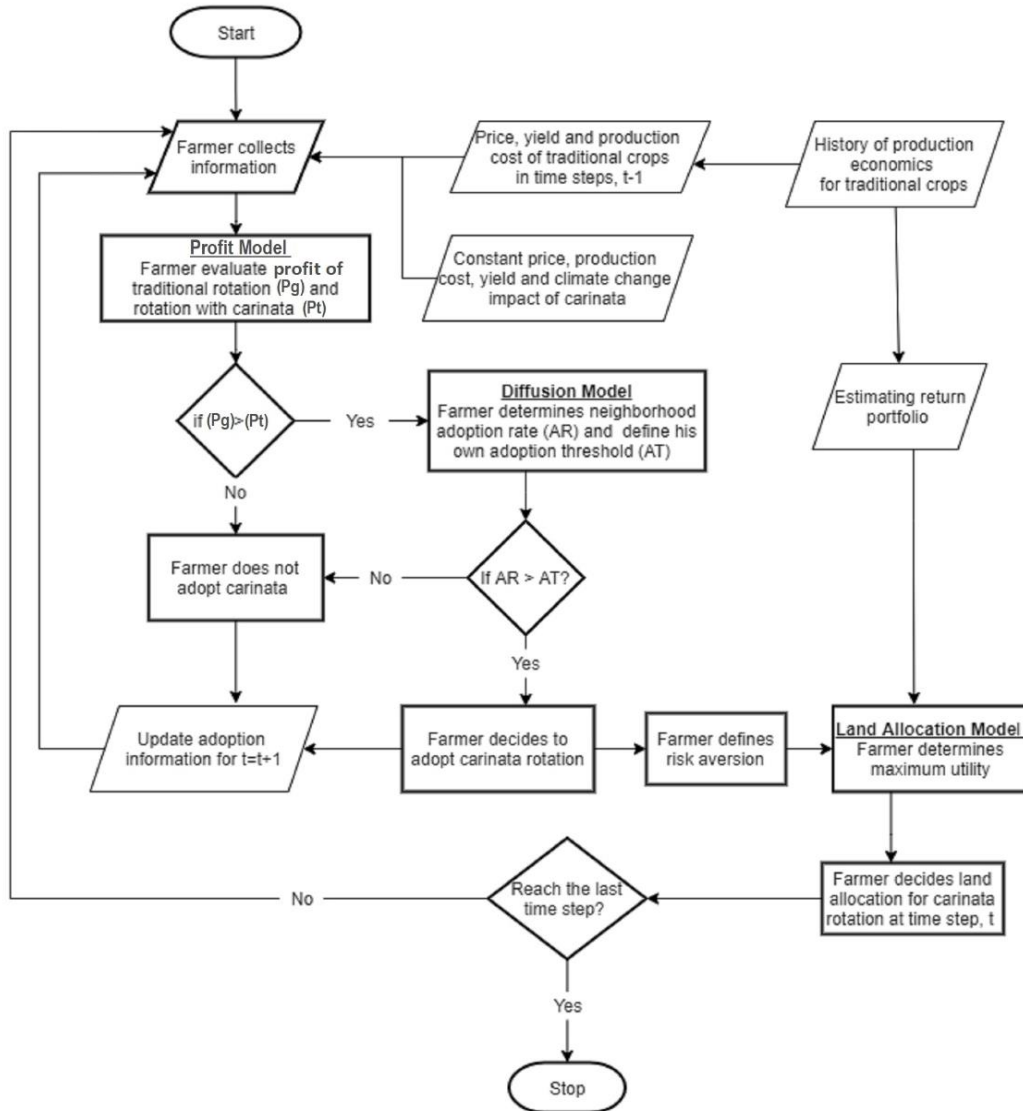 Start
Farmer collects
information
Price, yield and production
cost of traditional crops
in time steps, t-1
History of production
economics
for traditional crops
Profit Model
Farmer evaluate profit of
traditional rotation (Pg) and
rotation with carinata (Pt)
Constant price, production
cost, yield and climate change
impact of carinata
if (Pg)>(Pt)
Yes
Diffusion Model
Farmer determines neighborhood
adoption rate (AR) and define his
own adoption threshold (AT)
Estimating return
portfolio
No
Farmer does not
adopt carinata
No
If AR > AT?
Yes
Update adoption
information for t=t+1
Farmer decides to
adopt carinata rotation
Farmer defines
risk aversion
Land Allocation Model
Farmer determines
maximum utility
No
Reach the last
time step?
Farmer decides land
allocation for carinata
rotation at time step, t
Yes
Stop